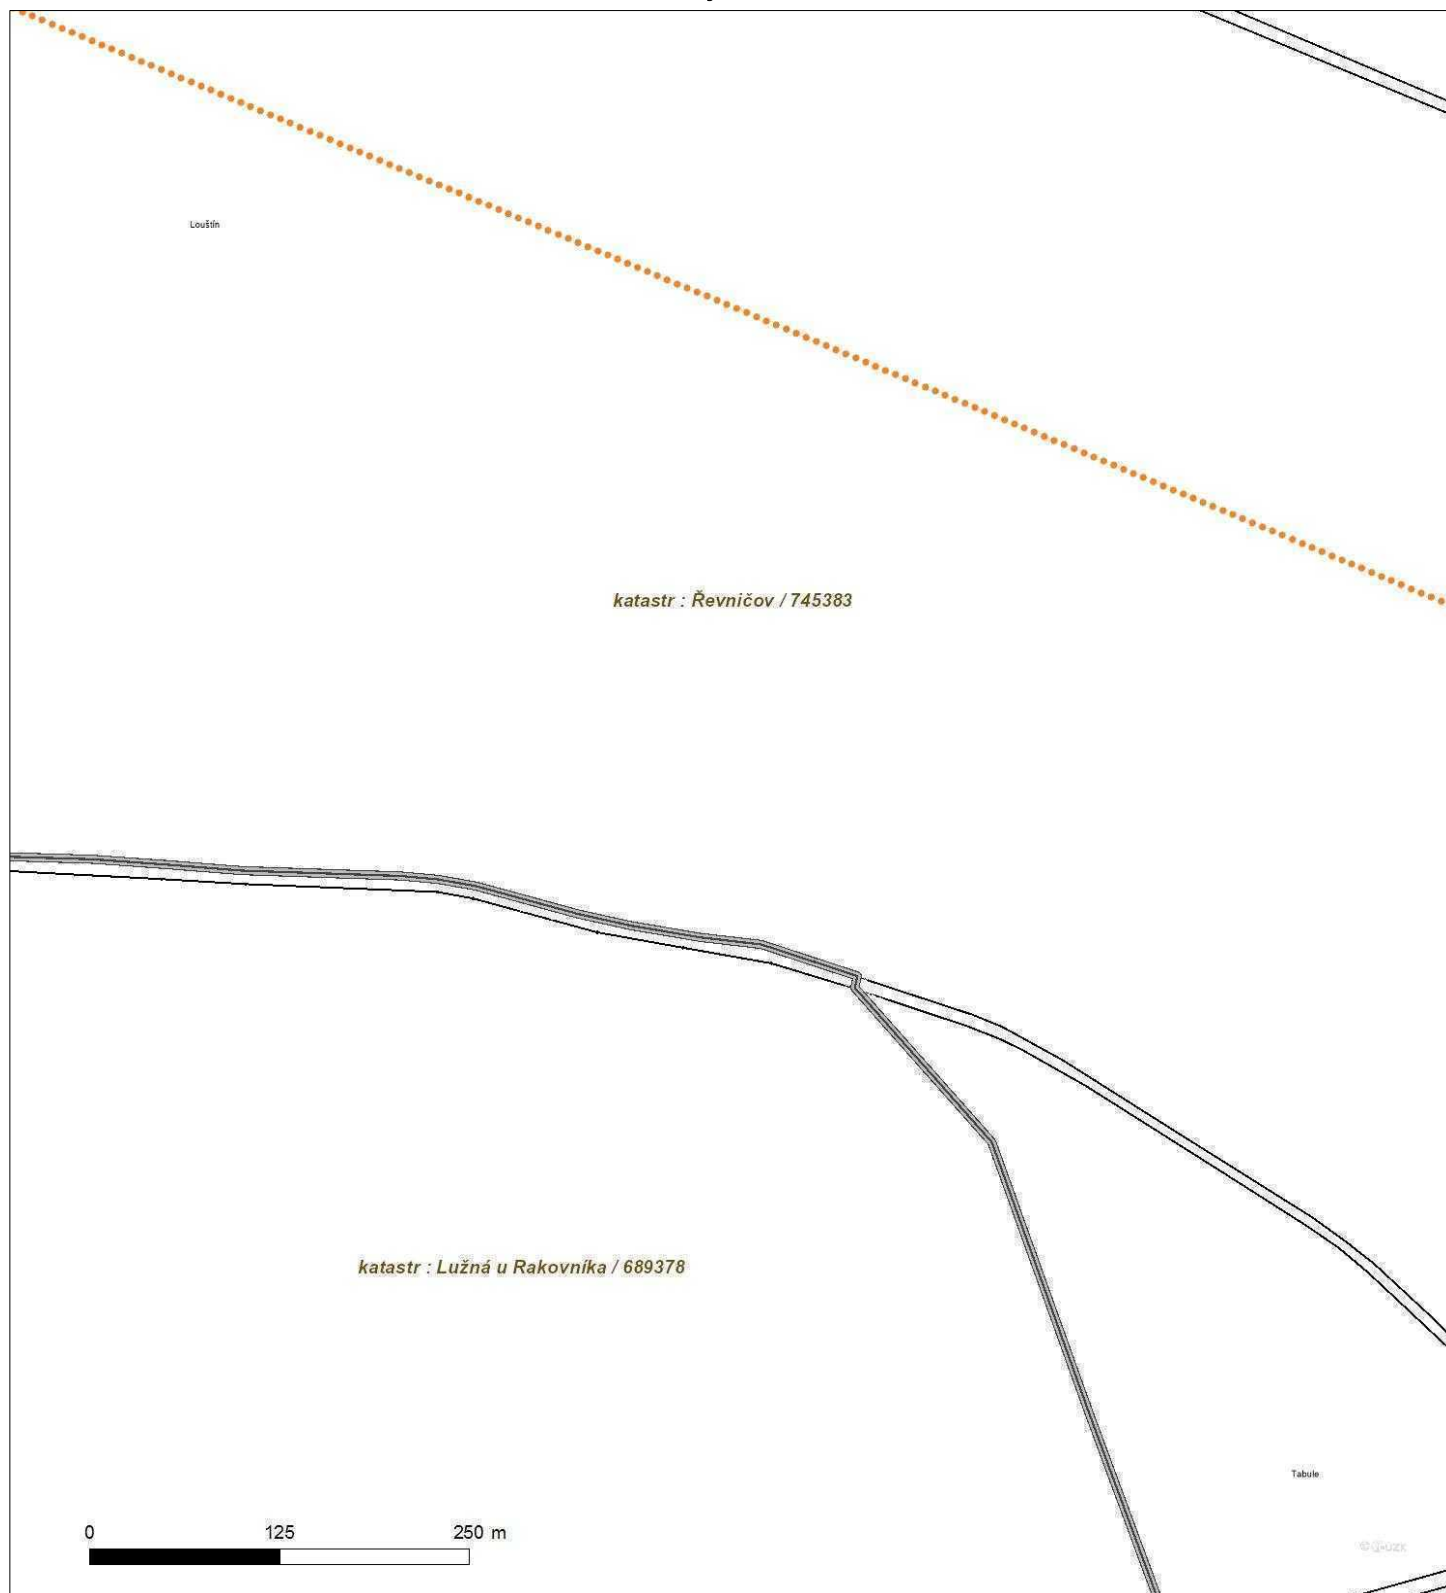 Louštín
katastr : Řevničov / 745383
katastr : Lužná u Rakovníka / 689378
Tabule
0 125 250 m